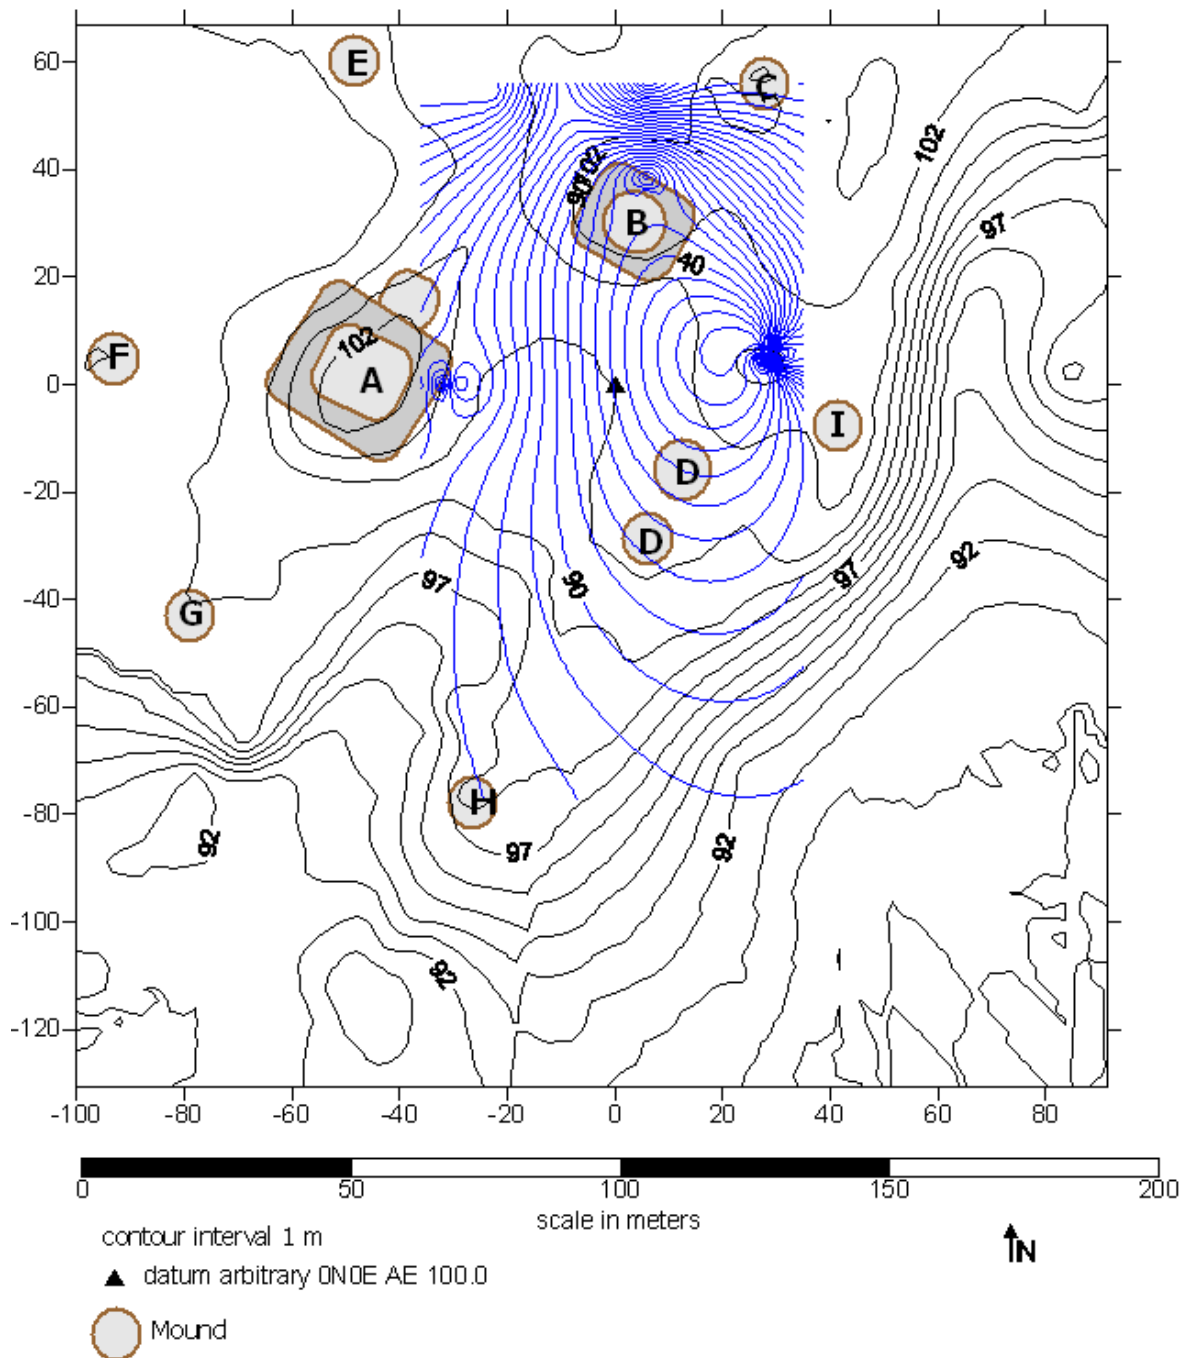 60
E
C
102
40
102
90
B
97
40
20
102
F
A
0
I
D
-20
D
97
92
97
90
-40
G
-60
H
-80
92
97
92
-100
92
-120
-100 -80 -60 -40 -20 0 20 40 60 80
0 50 100 150 200
scale in meters
contour interval 1 m
N
datum arbitrary 0N0E AE 100.0
Mound